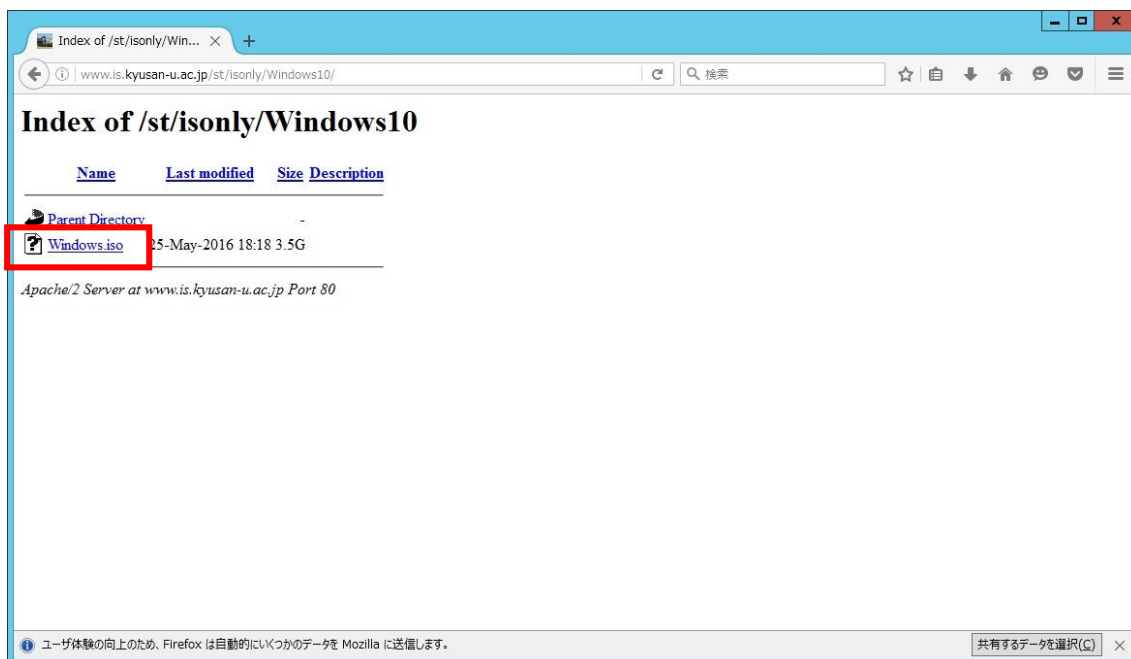 Index of /st/isonly/Win...
www.is.kyusan-u.ac.jp/st/isonly/Windows10/
検索
Index of /st/isonly/Windows10
Name Last modified Size Description
Parent Directory -
Windows.iso 25-May-2016 18:18 3.5G
Apache/2 Server at www.is.kyusan-u.ac.jp Port 80
ユーザ体験の向上のため、Firefox は自動的にいくつかのデータを Mozilla に送信します。 共有するデータを選択(C)